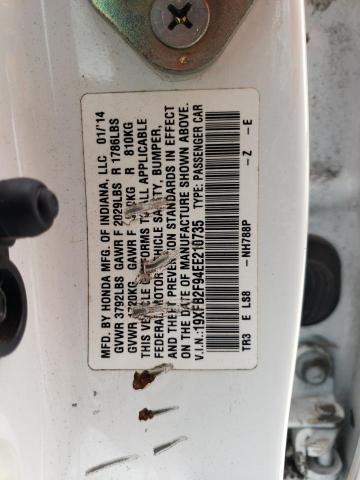 MFD. BY HONDA MFG. OF INDIANA, LLC 01/'14
GVWR 3792LBS GAWR F 2029LBS R 1786LBS
GVWR 1720KG GAWR F KG R 810KG
THIS VEHICLE CONFORMS TO ALL APPLICABLE
FEDERAL MOTOR VEHICLE SAFETY, BUMPER,
AND THEFT PREVENTION STANDARDS IN EFFECT
ON THE DATE OF MANUFACTURE SHOWN ABOVE.
V.I.N.: 19XFB2F94EE210735 TYPE: PASSENGER CAR
TR3 E LS8 - NH788P - Z - E